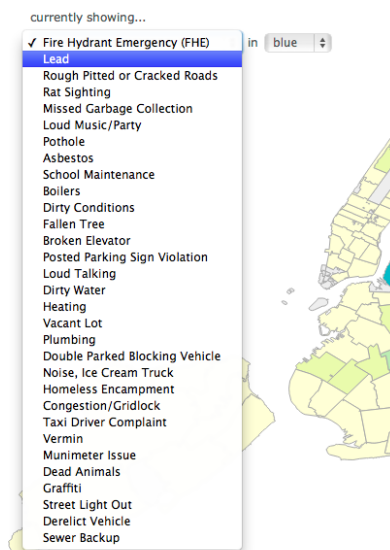 currently showing...
✓ Fire Hydrant Emergency (FHE) in blue
Lead
Rough Pitted or Cracked Roads
Rat Sighting
Missed Garbage Collection
Loud Music/Party
Pothole
Asbestos
School Maintenance
Boilers
Dirty Conditions
Fallen Tree
Broken Elevator
Posted Parking Sign Violation
Loud Talking
Dirty Water
Heating
Vacant Lot
Plumbing
Double Parked Blocking Vehicle
Noise, Ice Cream Truck
Homeless Encampment
Congestion/Gridlock
Taxi Driver Complaint
Vermin
Munimeter Issue
Dead Animals
Graffiti
Street Light Out
Derelict Vehicle
Sewer Backup